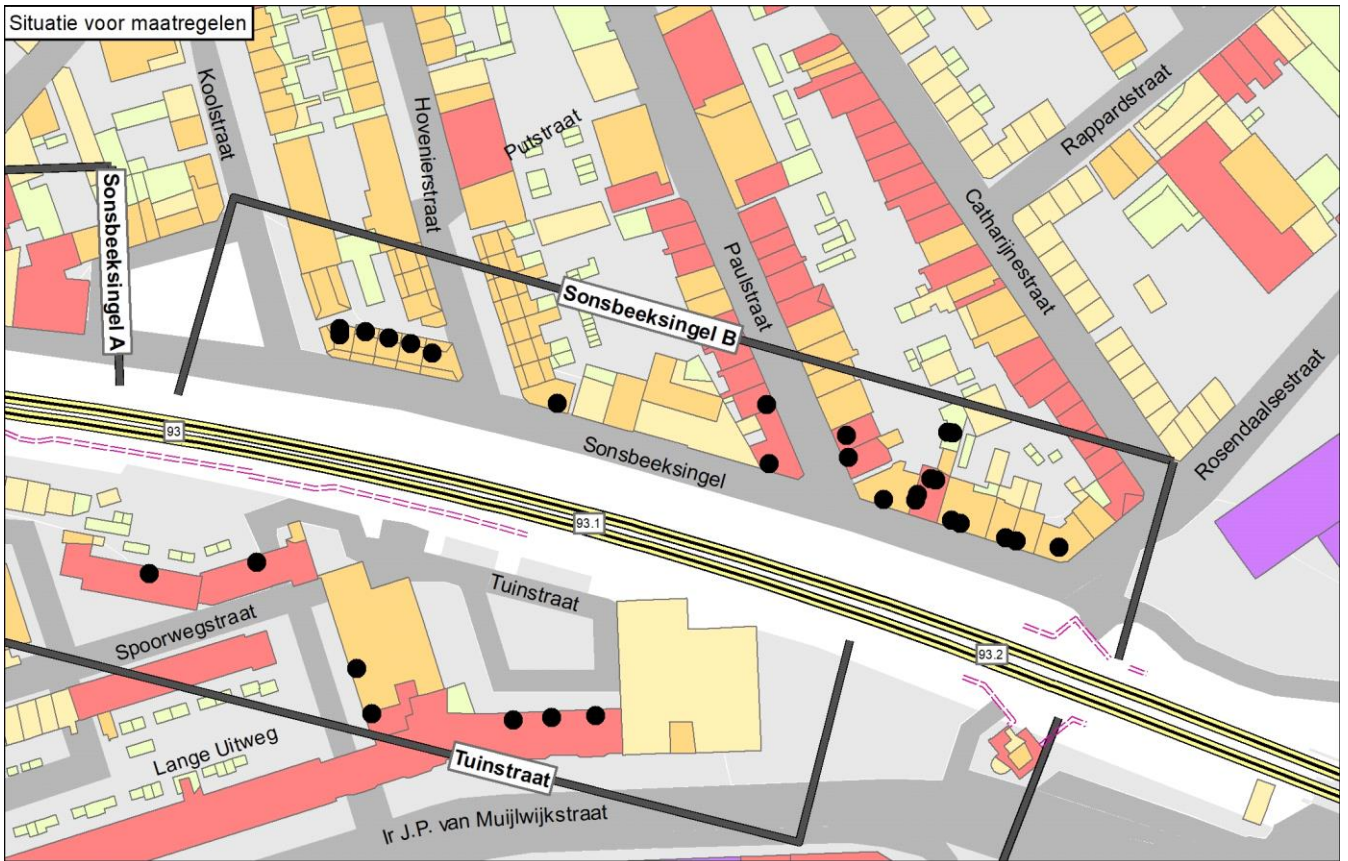 Situatie voor maatregelen
Koolstraat
Hovenierstraat
Putstraat
Rappardstraat
Sonsbeeksingel A
Catharijnestraat
Paulstraat
Sonsbeeksingel B
Rosendaalsestraat
93
Sonsbeeksingel
93.1
Tuinstraat
Spoorwegstraat
93.2
Lange Uitweg
Tuinstraat
Ir J.P. van Muijlwijkstraat